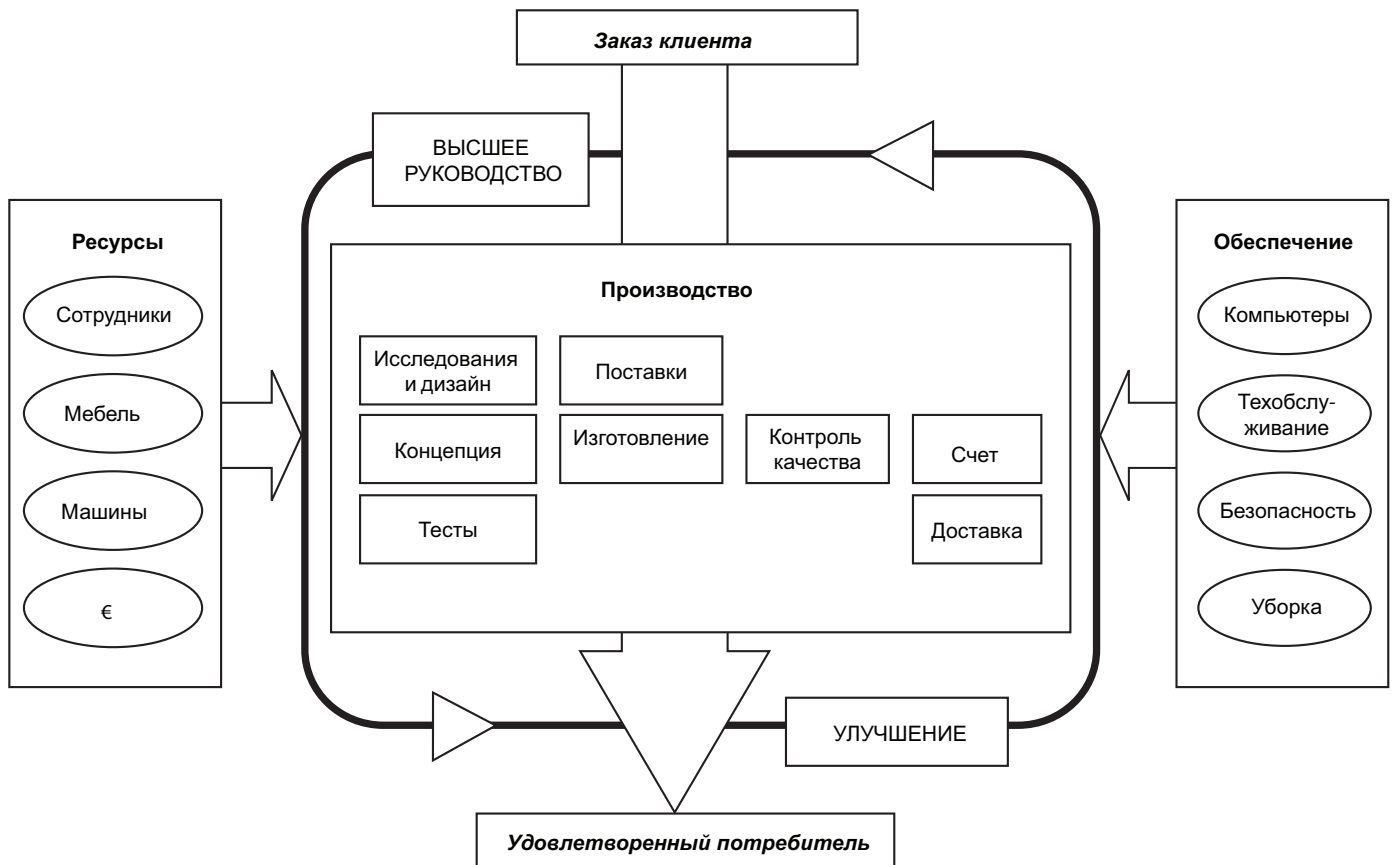 Заказ клиента
ВЫСШЕЕ
РУКОВОДСТВО
Ресурсы
Сотрудники
Мебель
Машины
€
Производство
Исследования
и дизайн
Поставки
Концепция
Изготовление
Контроль
качества
Счет
Тесты
Доставка
Обеспечение
Компьютеры
Техобслу-
живание
Безопасность
Уборка
УЛУЧШЕНИЕ
Удовлетворенный потребитель